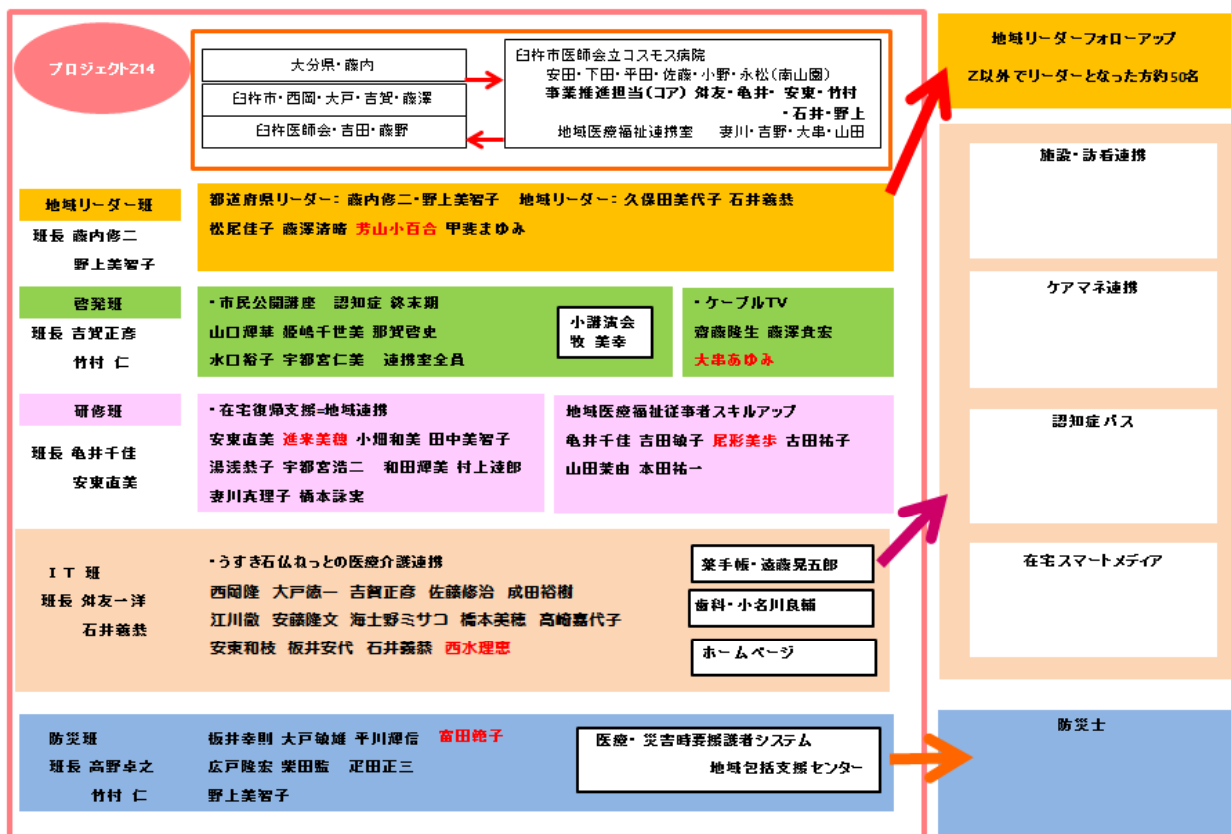 プロジェクトZ14
大分県・藤内
臼杵市・西岡・大戸・吉賀・藤澤
臼杵医師会・吉田・藤野
臼杵市医師会立コスモス病院
安田・下田・平田・佐藤・小野・永松(南山園)
事業推進担当(コア) 舛友・亀井・安東・竹村
・石井・野上
地域医療福祉連携室 妻川・吉野・大串・山田
地域リーダーフォローアップ
Z以外でリーダーとなった方約50名
地域リーダー班
班長 藤内修二
野上美智子
都道府県リーダー：藤内修二・野上美智子 地域リーダー：久保田美代子 石井義恭
松尾佳子 藤澤清晴 芳山小百合 甲斐まゆみ
啓発班
班長 吉賀正彦
竹村 仁
・市民公開講座 認知症 終末期
山口輝華 姫嶋千世美 那賀啓史
水口裕子 宇都宮仁美 連携室全員
小講演会
牧 美幸
・ケーブルTV
齋藤隆生 藤澤食宏
大串あゆみ
研修班
班長 亀井千佳
安東直美
・在宅復帰支援=地域連携
安東直美 進来美穂 小畑和美 田中美智子
湯浅恭子 宇都宮浩二 和田輝美 村上達郎
妻川真理子 橋本詠実
地域医療福祉従事者スキルアップ
亀井千佳 吉田敏子 尾形美歩 古田祐子
山田茉由 本田祐一
IT 班
班長 舛友一洋
石井義恭
・うすき石仏ねっとの医療介護連携
西岡隆 大戸徳一 吉賀正彦 佐藤修治 成田裕樹
江川徹 安藤隆文 海士野ミサコ 橋本美穂 高崎嘉代子
安東和枝 板井安代 石井義恭 西水理恵
薬手帳・遠藤晃五郎
歯科・小名川良輔
ホームページ
防災班
班長 高野卓之
竹村 仁
板井幸則 大戸敏雄 平川輝信 富田絶子
広戸隆宏 柴田監 疋田正三
野上美智子
医療・災害時要援護者システム
地域包括支援センター
施設・訪看連携
ケアマネ連携
認知症パス
在宅スマートメディア
防災士